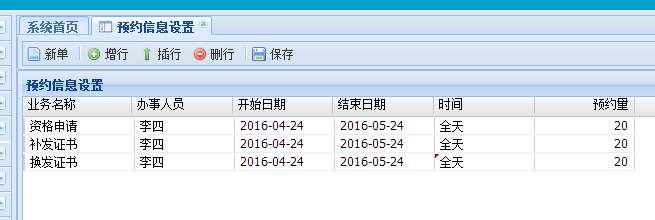 系统首页 预约信息设置
新单 增行 插行 删行 保存
预约信息设置
业务名称 办事人员 开始日期 结束日期 时间 预约量
资格申请 李四 2016-04-24 2016-05-24 全天 20
补发证书 李四 2016-04-24 2016-05-24 全天 20
换发证书 李四 2016-04-24 2016-05-24 全天 20